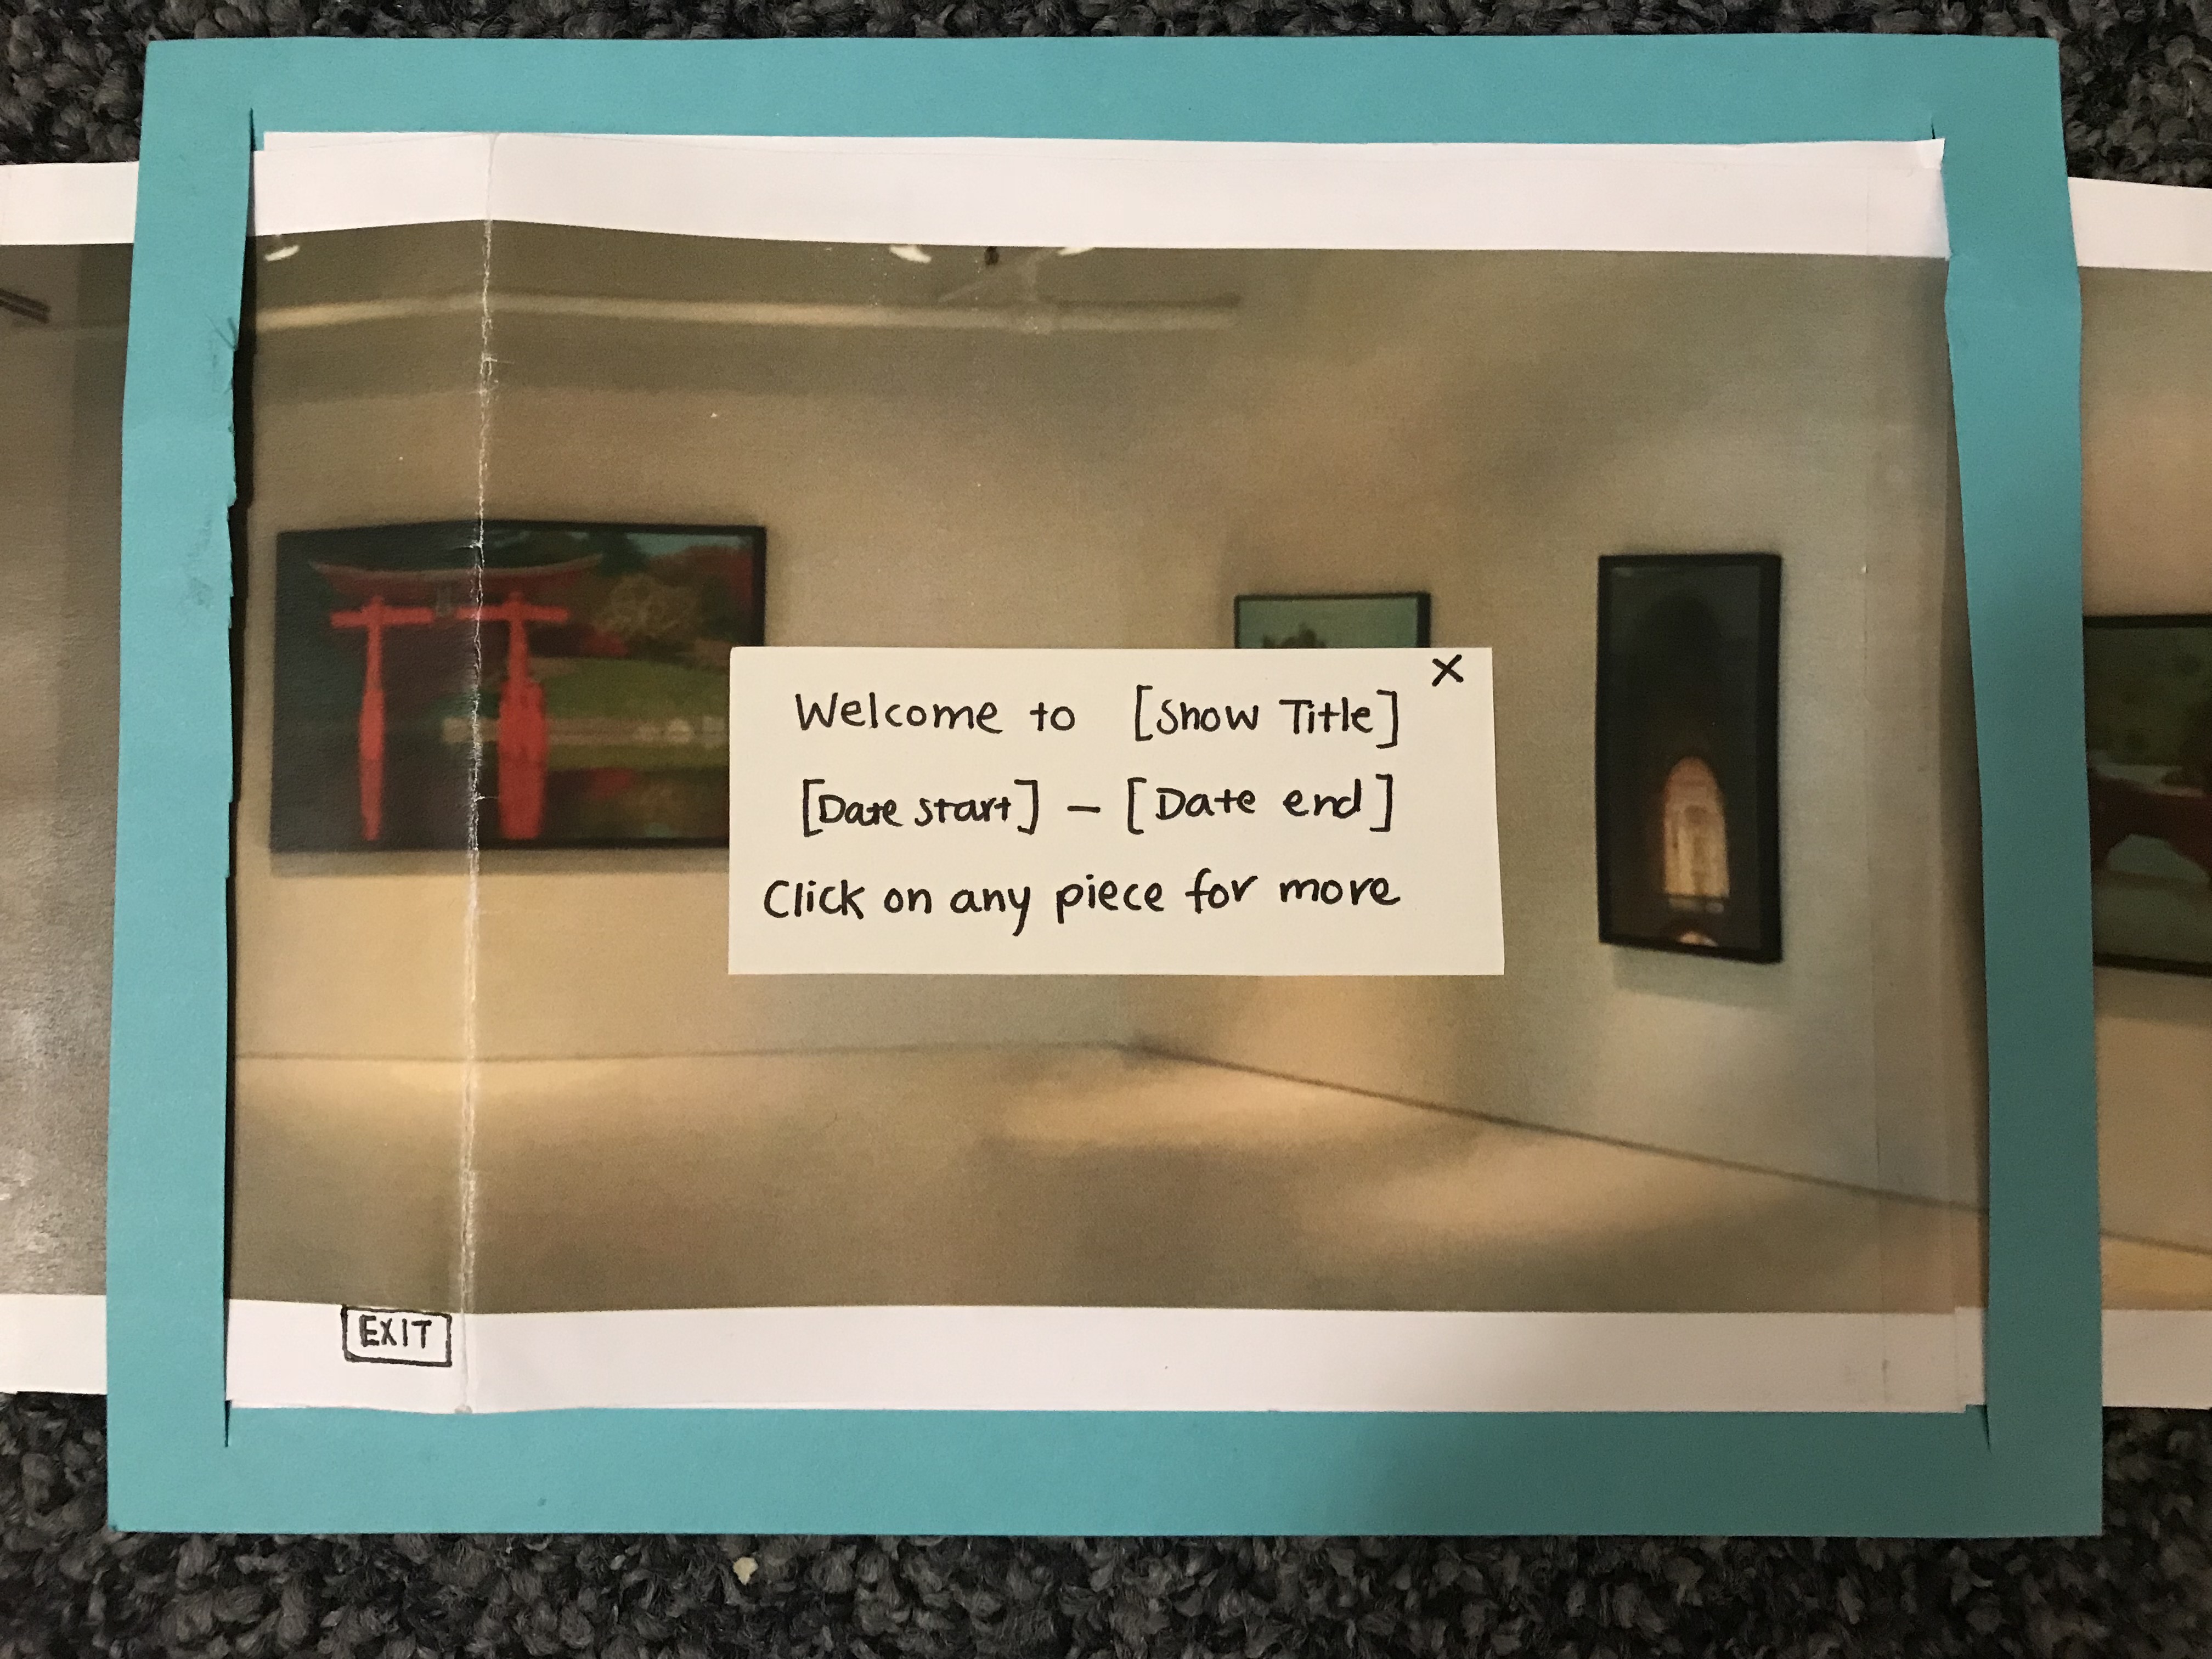 X
Welcome to [Show Title]
[Date start] – [Date end]
Click on any piece for more
EXIT